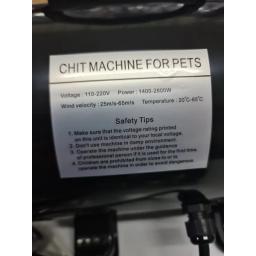 CHIT MACHINE FOR PETS
Voltage : 110-220V Power : 1400-2800W
Wind velocity : 25m/s-65m/s Temperature : 20℃-60℃
Safety Tips
1. Make sure that the voltage rating printed
on this unit is identical to your local voltage.
2. Don't use machine in damp environment.
3. Operate the machine under the guidance
of professional person if it is used for the first time.
4. Children are prohibited from close to or to
operate the machine in order to avoid dangerous